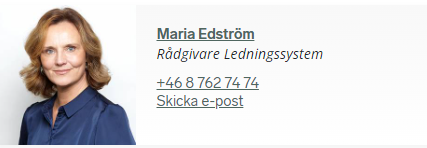 Maria Edström
Rådgivare Ledningssystem
+46 8 762 74 74
Skicka e-post